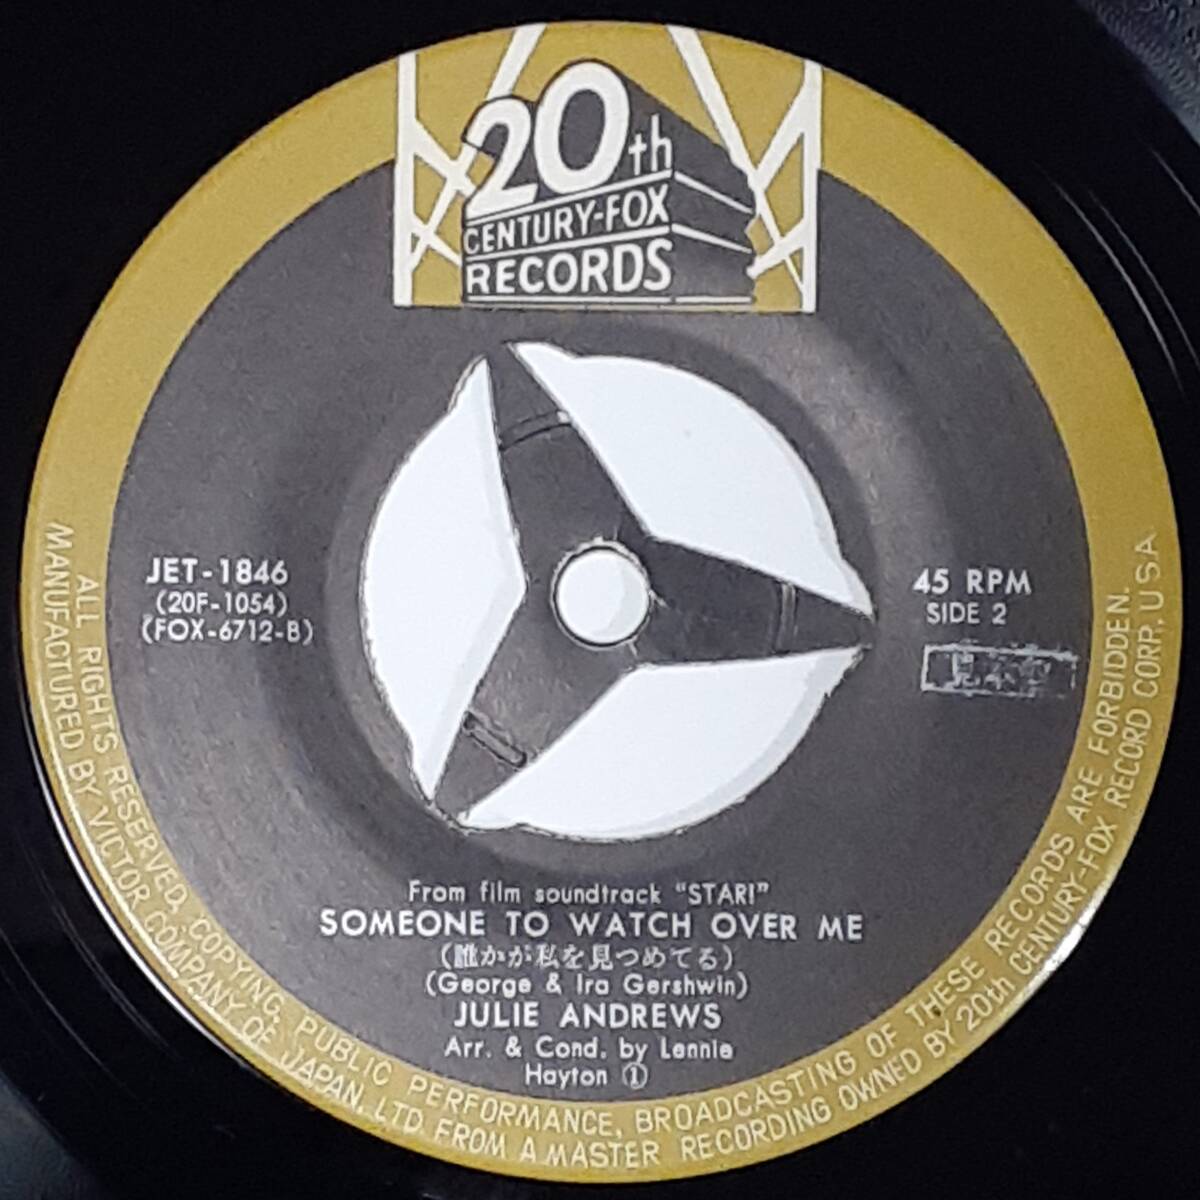 20th
CENTURY-FOX
RECORDS
JET-1846
(20F-1054)
(FOX-6712-B)
45 RPM
SIDE 2
From film soundtrack "STAR!"
SOMEONE TO WATCH OVER ME
(誰かが私を見つめてる)
(George & Ira Gershwin)
JULIE ANDREWS
Arr. & Cond. by Lennie
Hayton ①
ALL RIGHTS RESERVED. COPYING, PUBLIC PERFORMANCE, BROADCASTING OF THESE RECORDS ARE FORBIDDEN.
MANUFACTURED BY VICTOR COMPANY OF JAPAN, LTD. FROM A MASTER RECORDING OWNED BY 20th CENTURY-FOX RECORD CORP., U.S.A